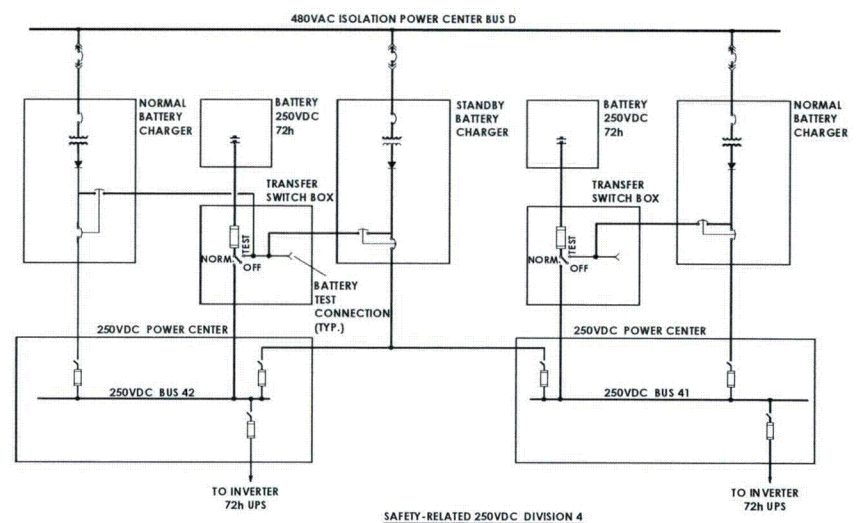 480VAC ISOLATION POWER CENTER BUS D
NORMAL
BATTERY
CHARGER
BATTERY
250VDC
72h
STANDBY
BATTERY
CHARGER
BATTERY
250VDC
72h
NORMAL
BATTERY
CHARGER
TRANSFER
SWITCH BOX
TRANSFER
SWITCH BOX
TEST
NORM.
OFF
TEST
NORM.
OFF
BATTERY
TEST
CONNECTION
(TYP.)
250VDC POWER CENTER
250VDC POWER CENTER
250VDC BUS 42
250VDC BUS 41
TO INVERTER
72h UPS
TO INVERTER
72h UPS
SAFETY-RELATED 250VDC DIVISION 4